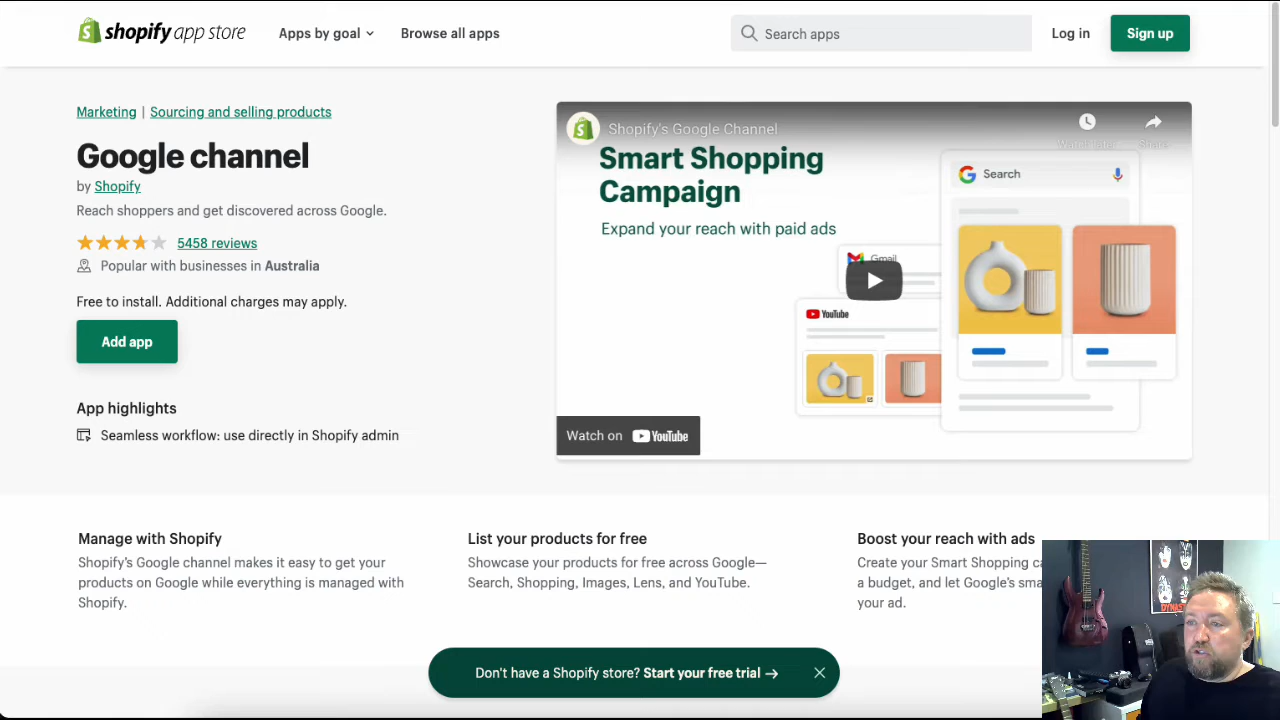 shopify app store
Apps by goal
Browse all apps
Search apps
Log in
Sign up
Marketing | Sourcing and selling products
Google channel
by Shopify
Reach shoppers and get discovered across Google.
5458 reviews
Popular with businesses in Australia
Free to install. Additional charges may apply.
Add app
App highlights
Seamless workflow: use directly in Shopify admin
Shopify's Google Channel
Watch later
Share
Smart Shopping
Campaign
Expand your reach with paid ads
Search
Gmail
YouTube
Watch on YouTube
Manage with Shopify
Shopify's Google channel makes it easy to get your
products on Google while everything is managed with
Shopify.
List your products for free
Showcase your products for free across Google—
Search, Shopping, Images, Lens, and YouTube.
Boost your reach with ads
Create your Smart Shopping
a budget, and let Google's
your ad.
DYNAS
Don't have a Shopify store? Start your free trial →